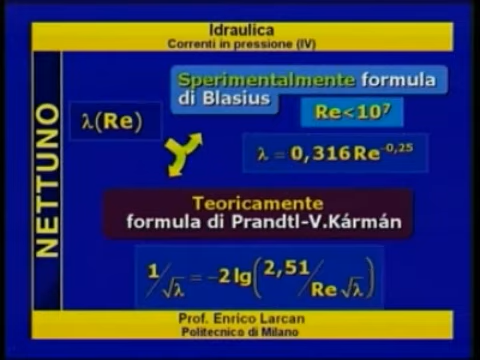 Idraulica
Correnti in pressione (IV)
NETTUNO
Sperimentalmente formula
di Blasius
λ(Re)
Re<10⁷
λ = 0,316 Re⁻⁰,²⁵
Teoricamente
formula di Prandtl-V.Kármán
1/√λ = -2 lg(2,51/Re √λ)
Prof. Enrico Larcan
Politecnico di Milano